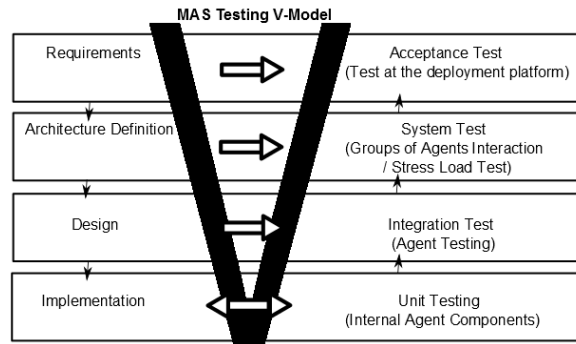 MAS Testing V-Model
Requirements
Acceptance Test
(Test at the deployment platform)
Architecture Definition
System Test
(Groups of Agents Interaction
/ Stress Load Test)
Design
Integration Test
(Agent Testing)
Implementation
Unit Testing
(Internal Agent Components)